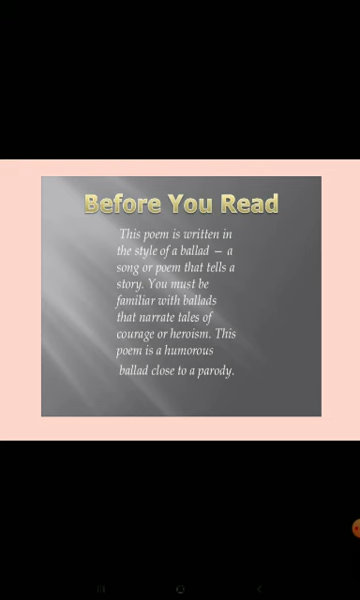 Before You Read
This poem is written in
the style of a ballad – a
song or poem that tells a
story. You must be
familiar with ballads
that narrate tales of
courage or heroism. This
poem is a humorous
ballad close to a parody.